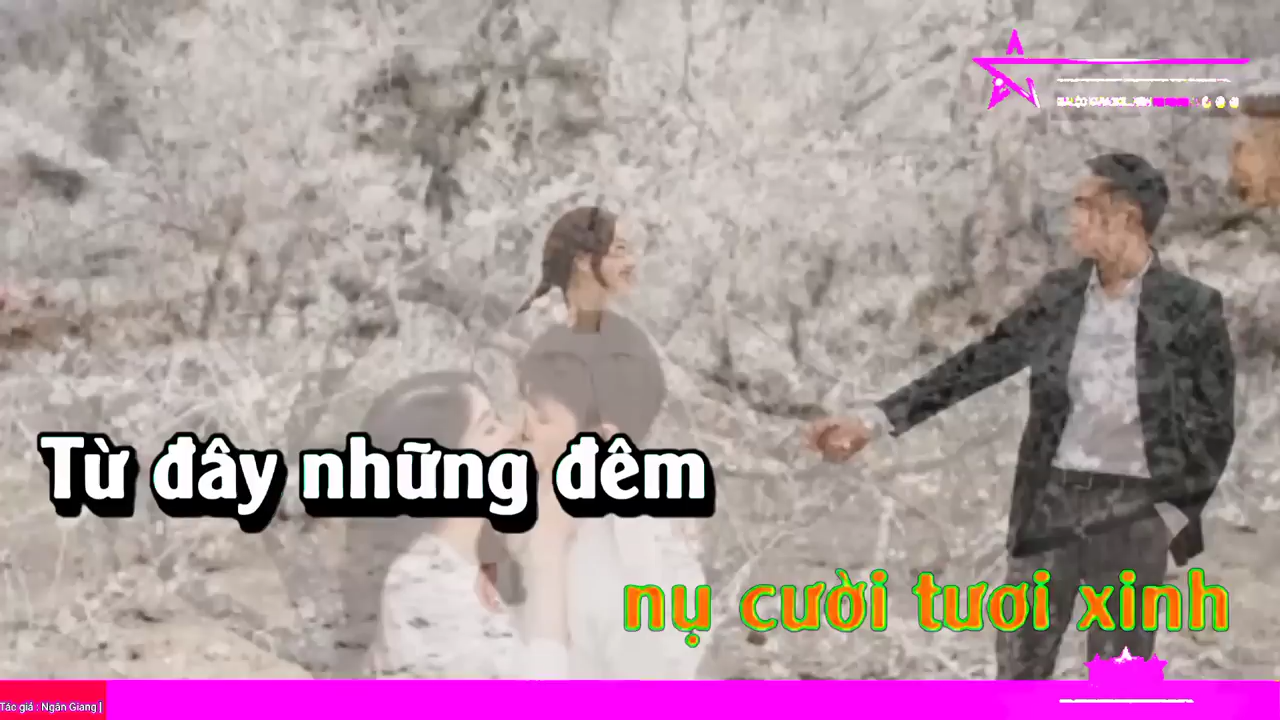 Từ đây những đêm
nụ cười tươi xinh
Tác giả : Ngân Giang